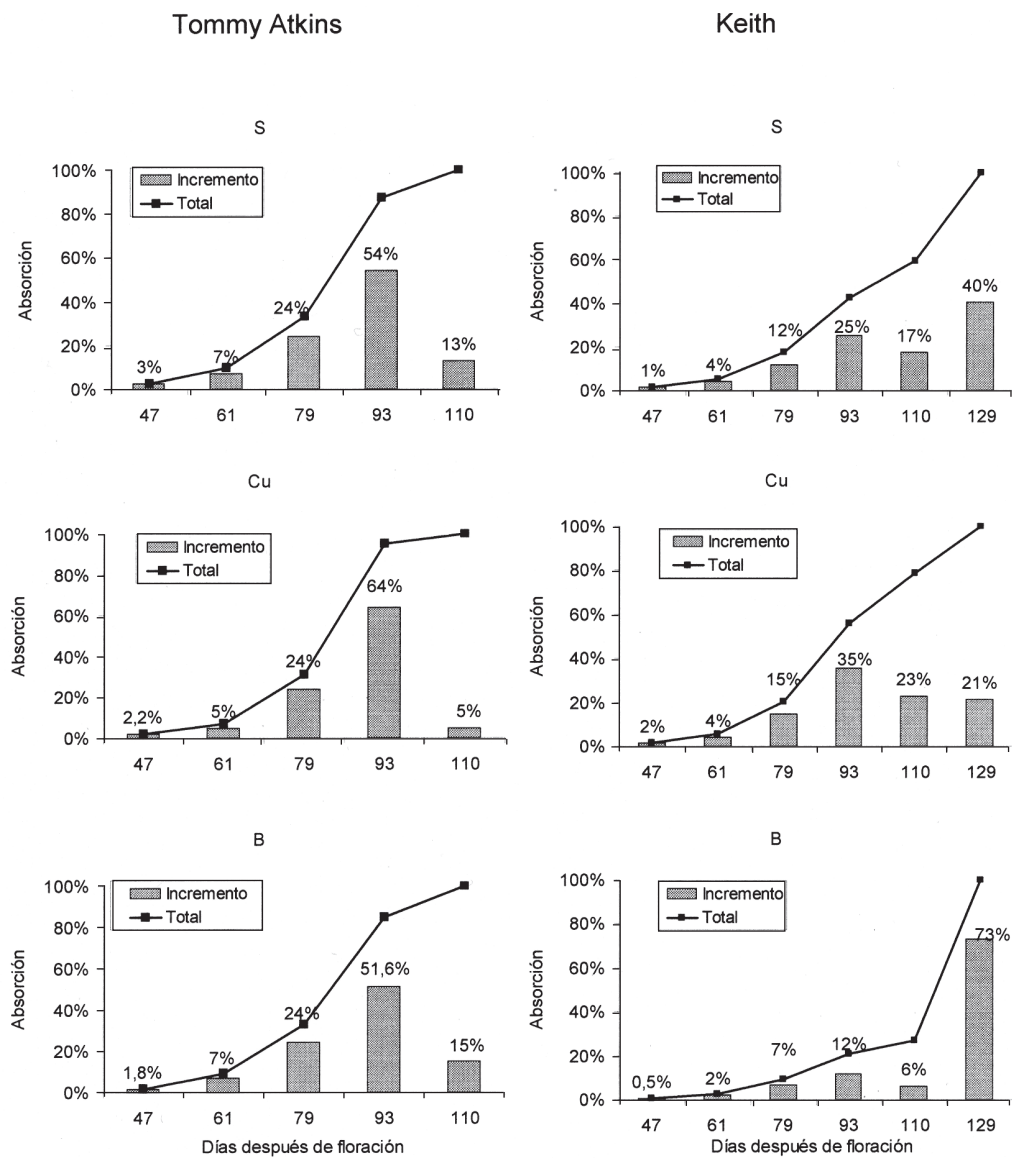 Tommy Atkins
Keith
S
100%
80%
60%
40%
20%
0%
Absorción
Incremento
Total
3%
7%
24%
54%
13%
47 61 79 93 110
S
100%
80%
60%
40%
20%
0%
Absorción
Incremento
Total
1%
4%
12%
25%
17%
40%
47 61 79 93 110 129
Cu
100%
80%
60%
40%
20%
0%
Absorción
Incremento
Total
2,2%
5%
24%
64%
5%
47 61 79 93 110
Cu
100%
80%
60%
40%
20%
0%
Absorción
Incremento
Total
2%
4%
15%
35%
23%
21%
47 61 79 93 110 129
B
100%
80%
60%
40%
20%
0%
Absorción
Incremento
Total
1,8%
7%
24%
51,6%
15%
47 61 79 93 110
Días después de floración
B
100%
80%
60%
40%
20%
0%
Absorción
Incremento
Total
0,5%
2%
7%
12%
6%
73%
47 61 79 93 110 129
Días después de floración